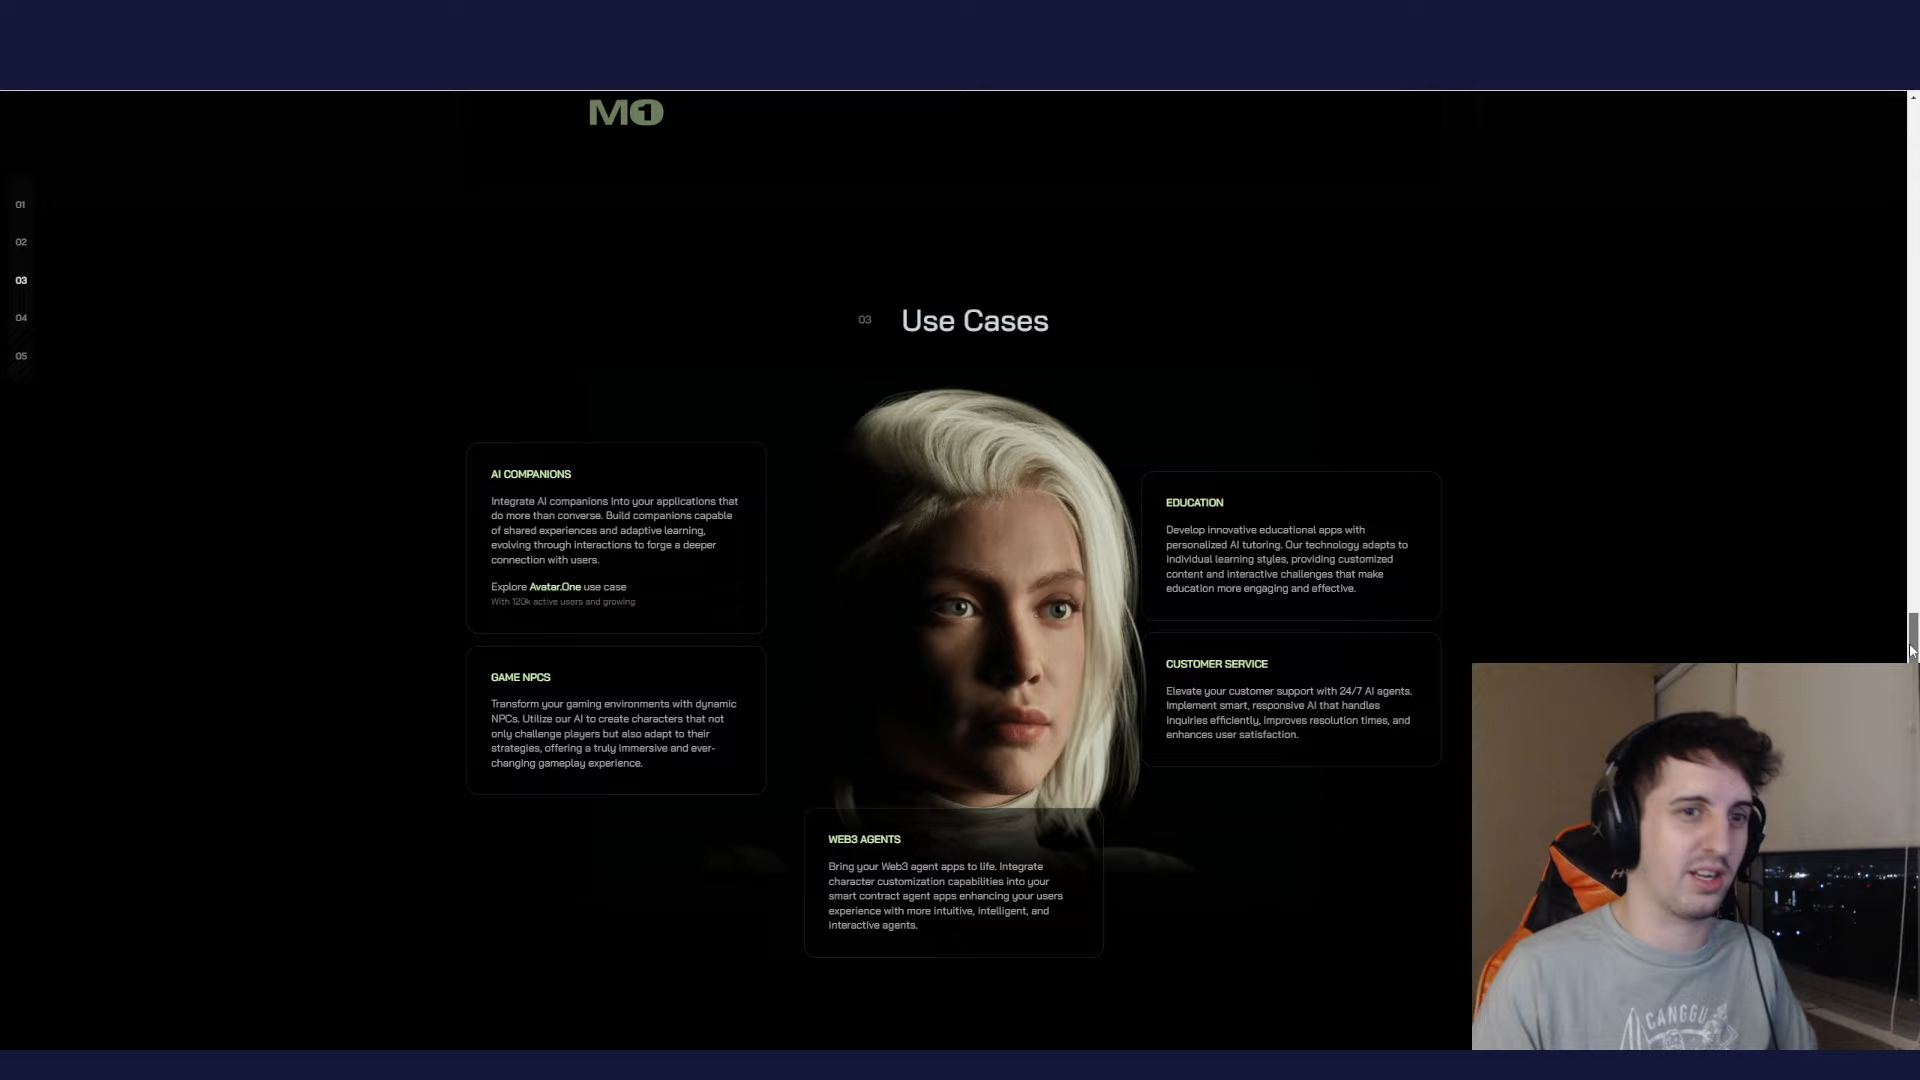 MO1
01
02
03
04
05
03 Use Cases
AI COMPANIONS
Integrate AI companions into your applications that
do more than converse. Build companions capable
of shared experiences and adaptive learning,
evolving through interactions to forge a deeper
connection with users.
Explore Avatar.One use case
With 120k active users and growing
GAME NPCS
Transform your gaming environments with dynamic
NPCs. Utilize our AI to create characters that not
only challenge players but also adapt to their
strategies, offering a truly immersive and ever-
changing gameplay experience.
EDUCATION
Develop innovative educational apps with
personalized AI tutoring. Our technology adapts to
individual learning styles, providing customized
content and interactive challenges that make
education more engaging and effective.
CUSTOMER SERVICE
Elevate your customer support with 24/7 AI agents.
Implement smart, responsive AI that handles
inquiries efficiently, improves resolution times, and
enhances user satisfaction.
WEB3 AGENTS
Bring your Web3 agent apps to life. Integrate
character customization capabilities into your
smart contract agent apps enhancing your users
experience with more intuitive, intelligent, and
interactive agents.
CANGGU